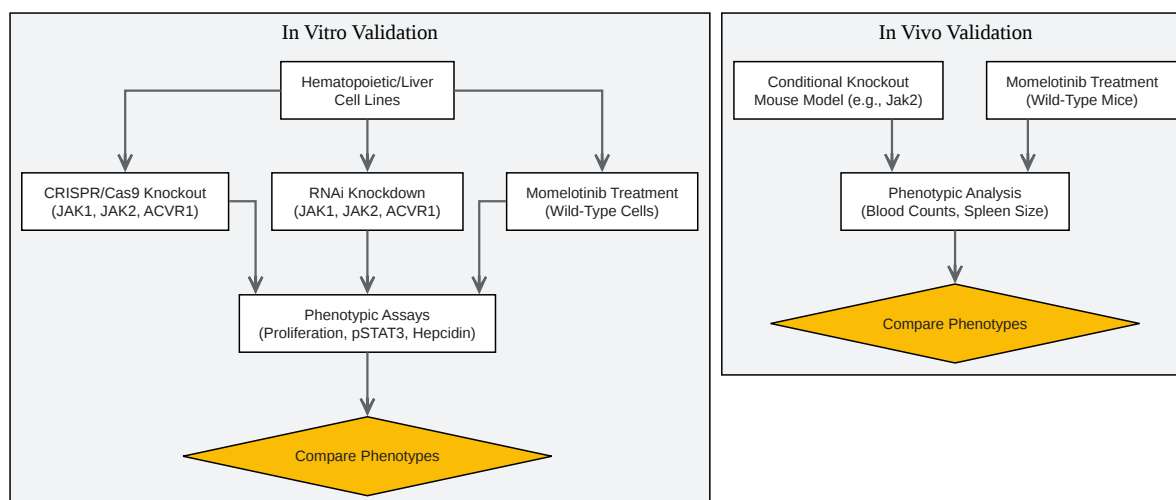 In Vitro Validation
Hematopoietic/Liver
Cell Lines
CRISPR/Cas9 Knockout
(JAK1, JAK2, ACVR1)
RNAi Knockdown
(JAK1, JAK2, ACVR1)
Momelotinib Treatment
(Wild-Type Cells)
Phenotypic Assays
(Proliferation, pSTAT3, Hepcidin)
Compare Phenotypes
In Vivo Validation
Conditional Knockout
Mouse Model (e.g., Jak2)
Momelotinib Treatment
(Wild-Type Mice)
Phenotypic Analysis
(Blood Counts, Spleen Size)
Compare Phenotypes